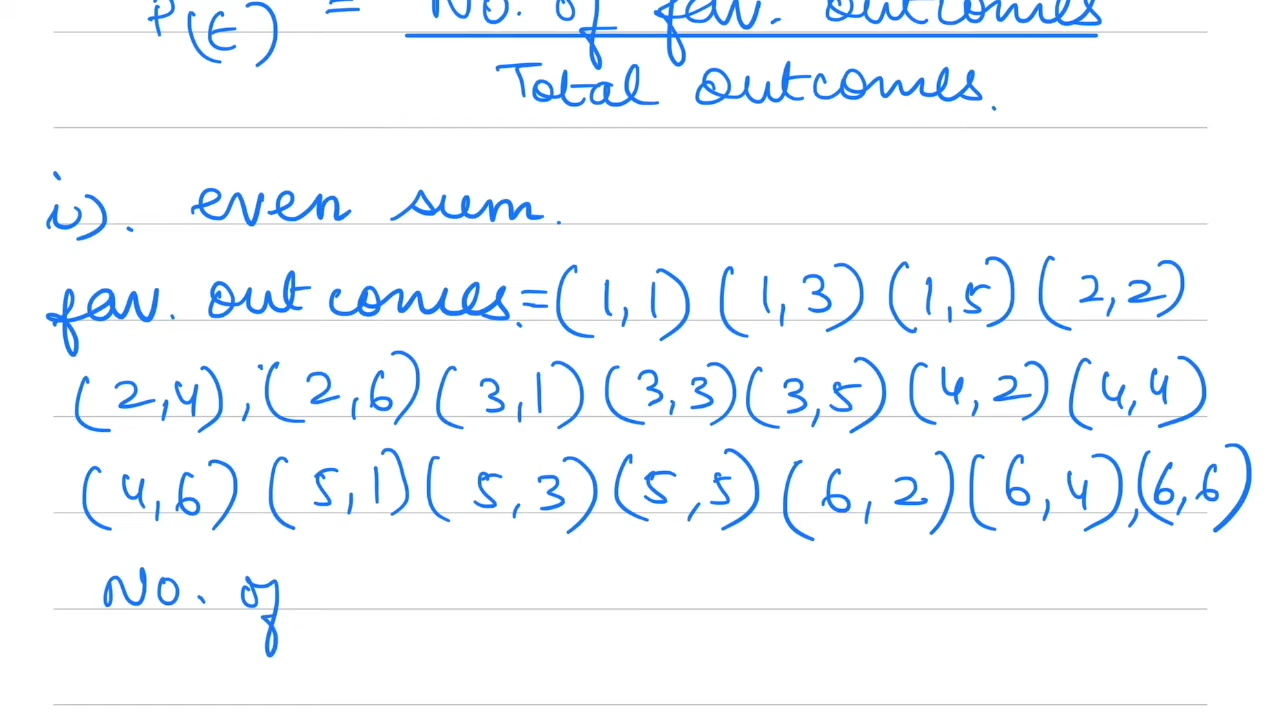 P(E) = No. of fav. outcomes
Total outcomes.
i). even sum.
fav. outcomes.=(1,1) (1,3) (1,5) (2,2)
(2,4), (2,6) (3,1) (3,3) (3,5) (4,2) (4,4)
(4,6) (5,1) (5,3) (5,5) (6,2) (6,4), (6,6)
No. of